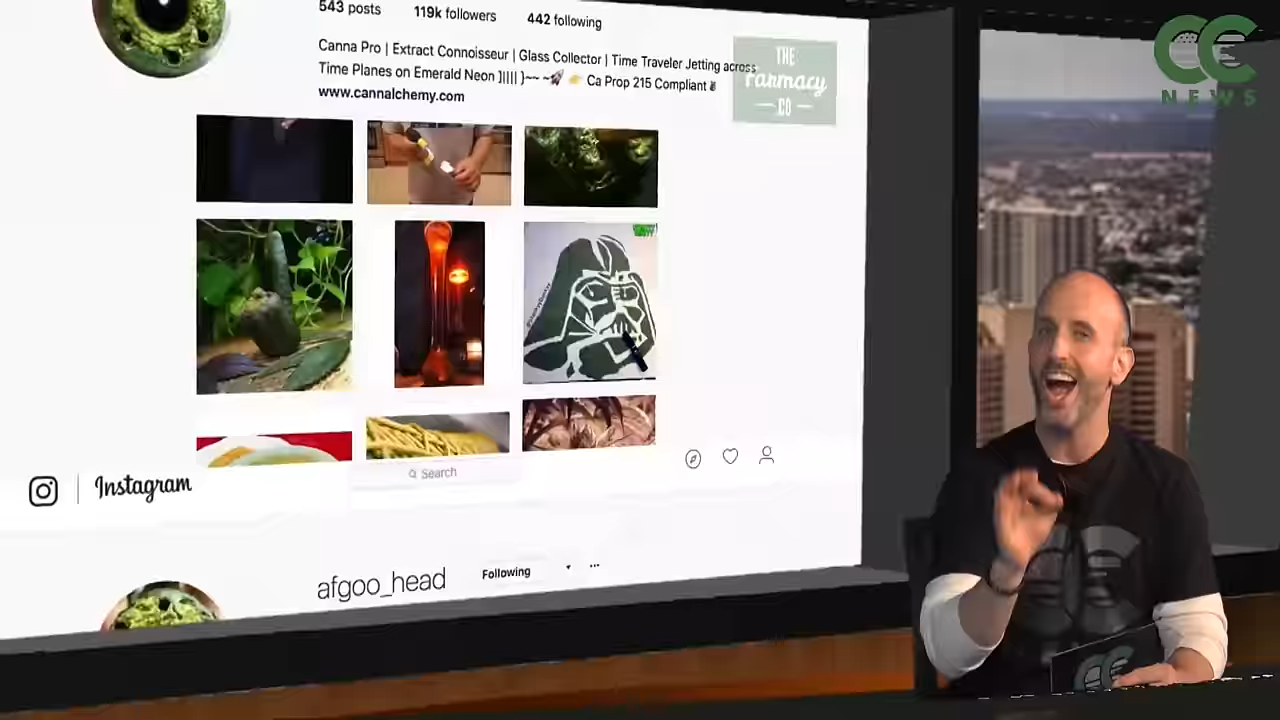 543 posts 119k followers 442 following
Canna Pro | Extract Connoisseur | Glass Collector | Time Traveler Jetting across
Time Planes on Emerald Neon ]||||| }~~ ~🚀 👉 Ca Prop 215 Compliant
www.cannalchemy.com
THE
Farmacy
.CO
CC
NEWS
Search
Instagram
afgoo_head Following